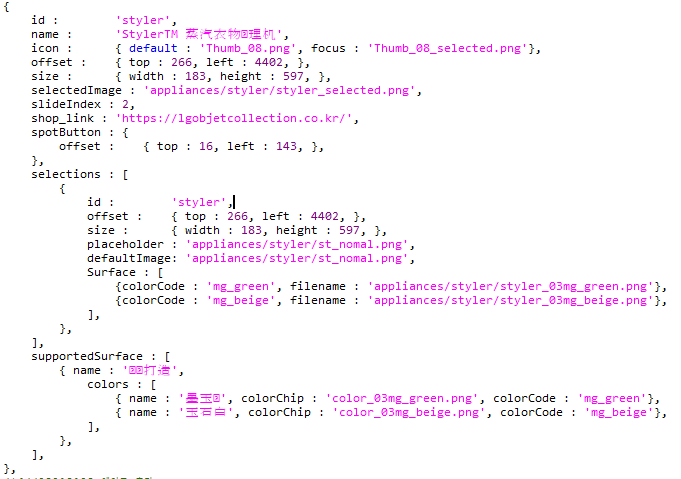 {
id : 'styler',
name : 'StylerTM 蒸汽衣物⍰理机',
icon : { default : 'Thumb_08.png', focus : 'Thumb_08_selected.png'},
offset : { top : 266, left : 4402, },
size : { width : 183, height : 597, },
selectedImage : 'appliances/styler/styler_selected.png',
slideIndex : 2,
shop_link : 'https://lgobjetcollection.co.kr/',
spotButton : {
offset : { top : 16, left : 143, },
},
selections : [
{
id : 'styler',
offset : { top : 266, left : 4402, },
size : { width : 183, height : 597, },
placeholder : 'appliances/styler/st_nomal.png',
defaultImage: 'appliances/styler/st_nomal.png',
Surface : [
{colorCode : 'mg_green', filename : 'appliances/styler/styler_03mg_green.png'},
{colorCode : 'mg_beige', filename : 'appliances/styler/styler_03mg_beige.png'},
],
},
],
supportedSurface : [
{ name : '⍰⍰打造',
colors : [
{ name : '墨玉⍰', colorChip : 'color_03mg_green.png', colorCode : 'mg_green'},
{ name : '玉石白', colorChip : 'color_03mg_beige.png', colorCode : 'mg_beige'},
],
},
],
},